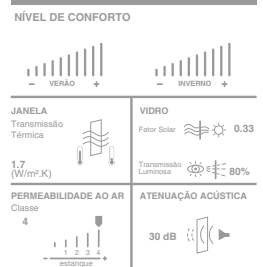 NÍVEL DE CONFORTO
– VERÃO +
– INVERNO +
JANELA
Transmissão
Térmica
1.7
(W/m².K)
VIDRO
Fator Solar 0.33
Transmissão
Luminosa 80%
PERMEABILIDADE AO AR
Classe
4
1 2 3 4
– estanque +
ATENUAÇÃO ACÚSTICA
30 dB